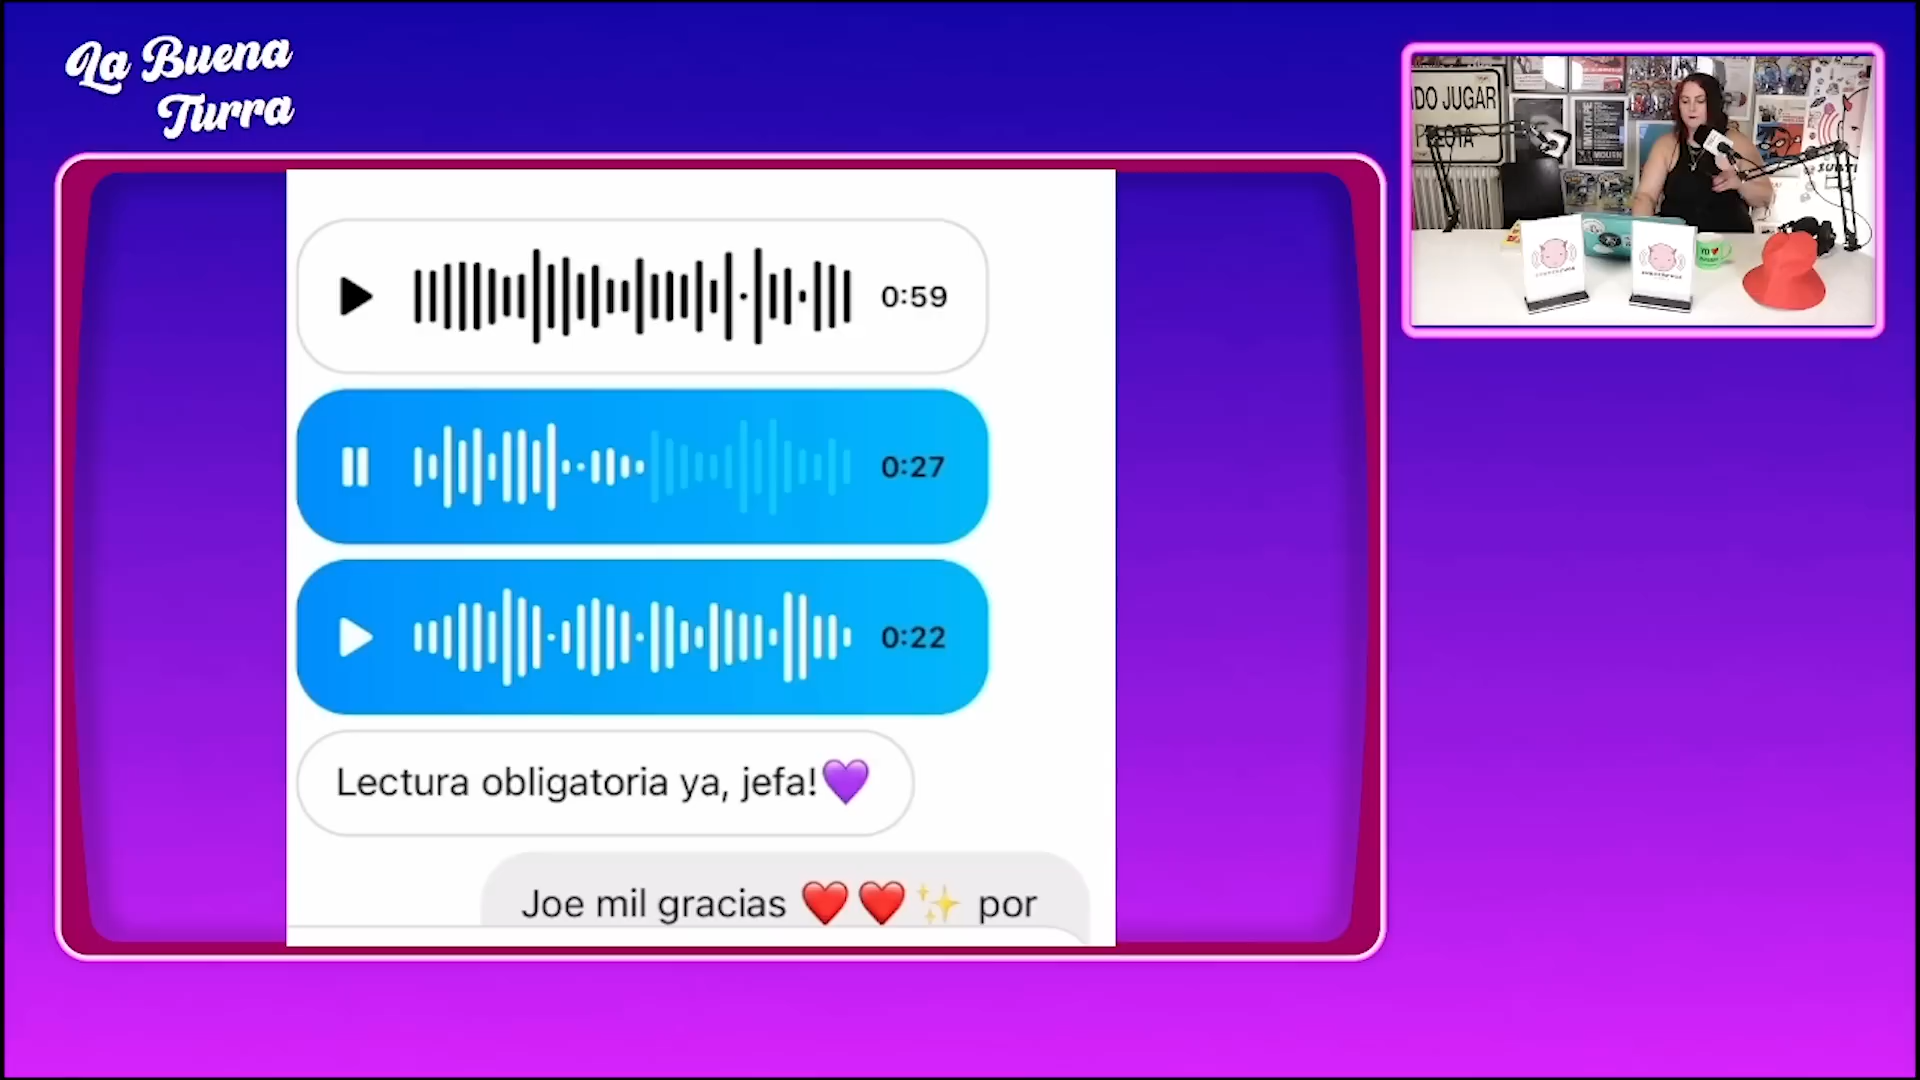 La Buena
Turra
0:59
0:27
0:22
Lectura obligatoria ya, jefa!💜
Joe mil gracias ❤️❤️✨ por
DO JUGAR
PELOTA